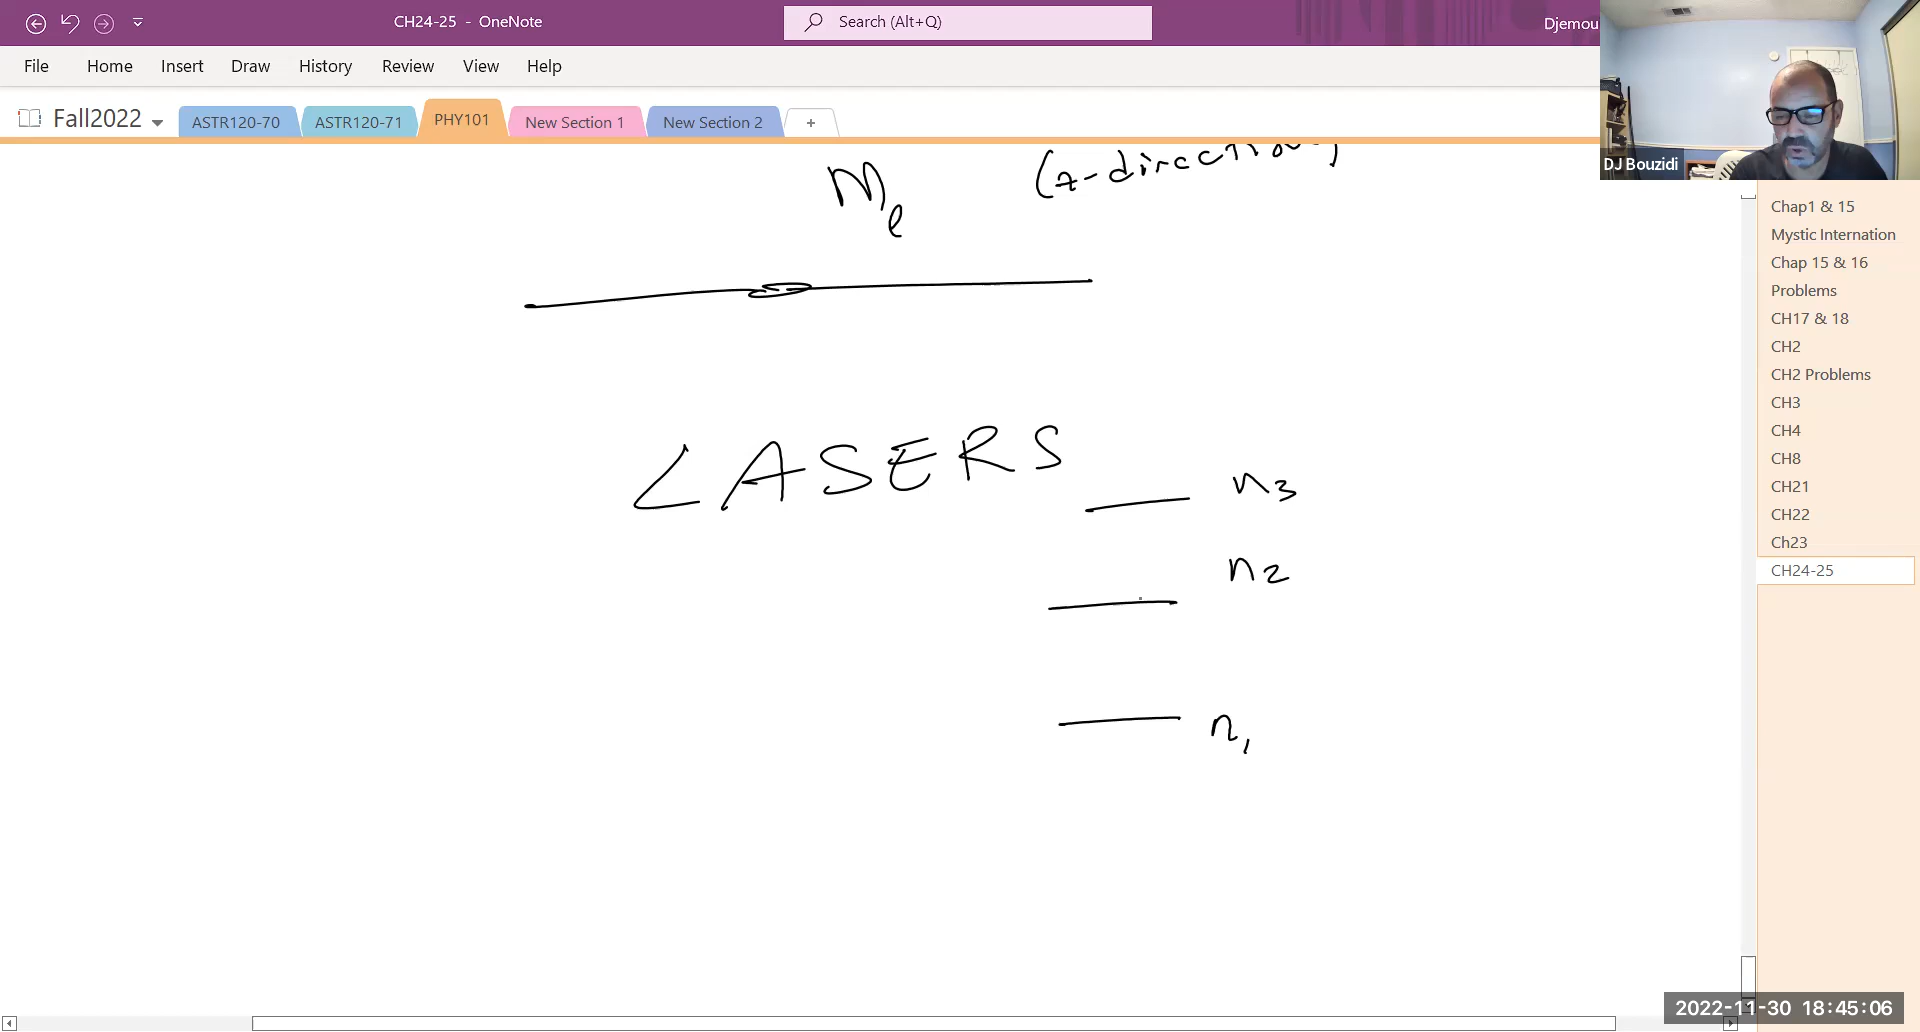 CH24-25 - OneNote
Search (Alt+Q)
Djemou
File Home Insert Draw History Review View Help
Fall2022 ASTR120-70 ASTR120-71 PHY101 New Section 1 New Section 2 +
DJ Bouzidi
(z-direction)
Mℓ
Chap1 & 15
Mystic Internation
Chap 15 & 16
Problems
CH17 & 18
CH2
CH2 Problems
CH3
CH4
CH8
CH21
CH22
Ch23
CH24-25
LASERS
n3
n2
n1
2022-11-30 18:45:06